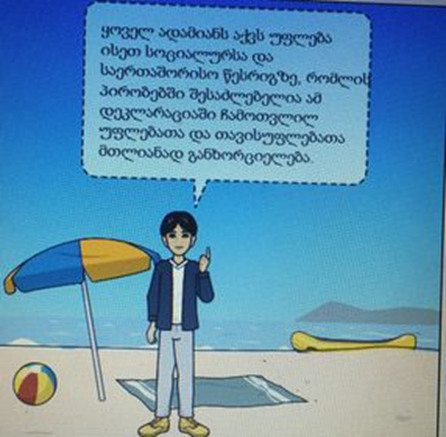 ყოველ ადამიანს აქვს უფლება
ისეთ სოციალურსა და
საერთაშორისო წესრიგზე, რომლის
პირობებში შესაძლებელია ამ
დეკლარაციაში ჩამოთვლილ
უფლებათა და თავისუფლებათა
მთლიანად განხორციელება.